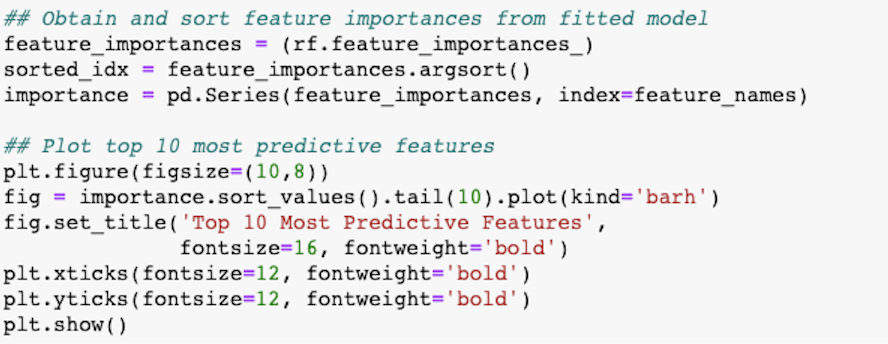 ## Obtain and sort feature importances from fitted model
feature_importances = (rf.feature_importances_)
sorted_idx = feature_importances.argsort()
importance = pd.Series(feature_importances, index=feature_names)

## Plot top 10 most predictive features
plt.figure(figsize=(10,8))
fig = importance.sort_values().tail(10).plot(kind='barh')
fig.set_title('Top 10 Most Predictive Features',
              fontsize=16, fontweight='bold')
plt.xticks(fontsize=12, fontweight='bold')
plt.yticks(fontsize=12, fontweight='bold')
plt.show()